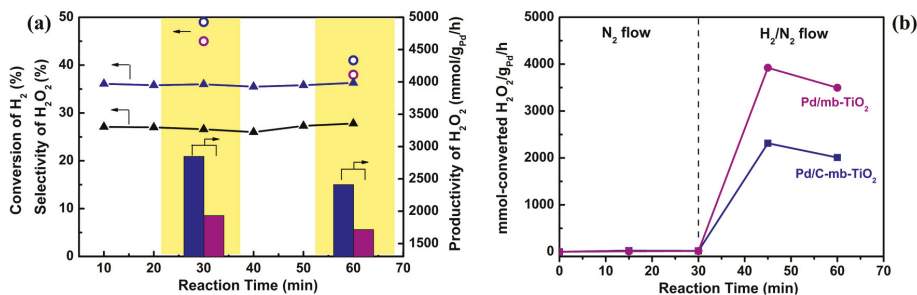 (a)
Conversion of H2 (%)
Selectivity of H2O2 (%)
50
40
30
20
10
0
5000
4500
4000
3500
3000
2500
2000
1500
Productivity of H2O2 (mmol/gPd/h)
10 20 30 40 50 60 70
Reaction Time (min)
(b)
mmol-converted H2O2/gPd/h
5000
4000
3000
2000
1000
0
N2 flow
H2/N2 flow
Pd/mb-TiO2
Pd/C-mb-TiO2
0 10 20 30 40 50 60 70
Reaction Time (min)